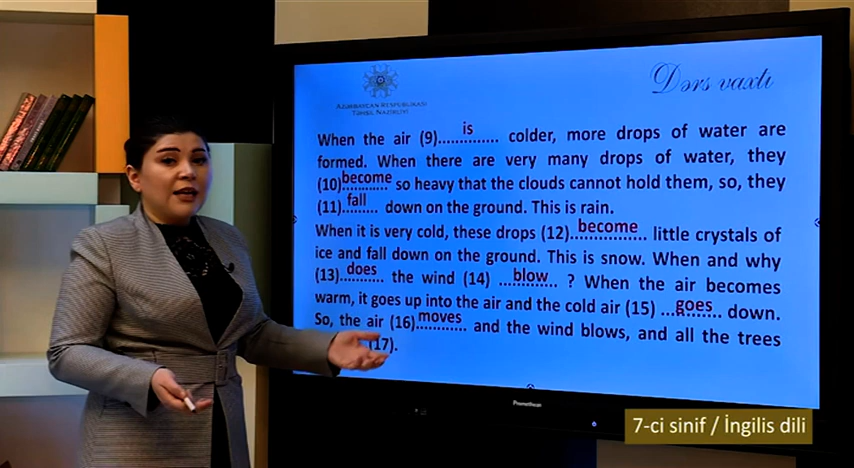 Dərs vaxtı
AZƏRBAYCAN RESPUBLİKASI
TƏHSİL NAZİRLİYİ
When the air (9)....is.......... colder, more drops of water are
formed. When there are very many drops of water, they
(10)become so heavy that the clouds cannot hold them, so, they
(11).fall....... down on the ground. This is rain.
When it is very cold, these drops (12).become........ little crystals of
ice and fall down on the ground. This is snow. When and why
(13).does..... the wind (14) ..blow.... ? When the air becomes
warm, it goes up into the air and the cold air (15) ...goes... down.
So, the air (16)moves........ and the wind blows, and all the trees
(17).
Promethean
7-ci sinif / İngilis dili